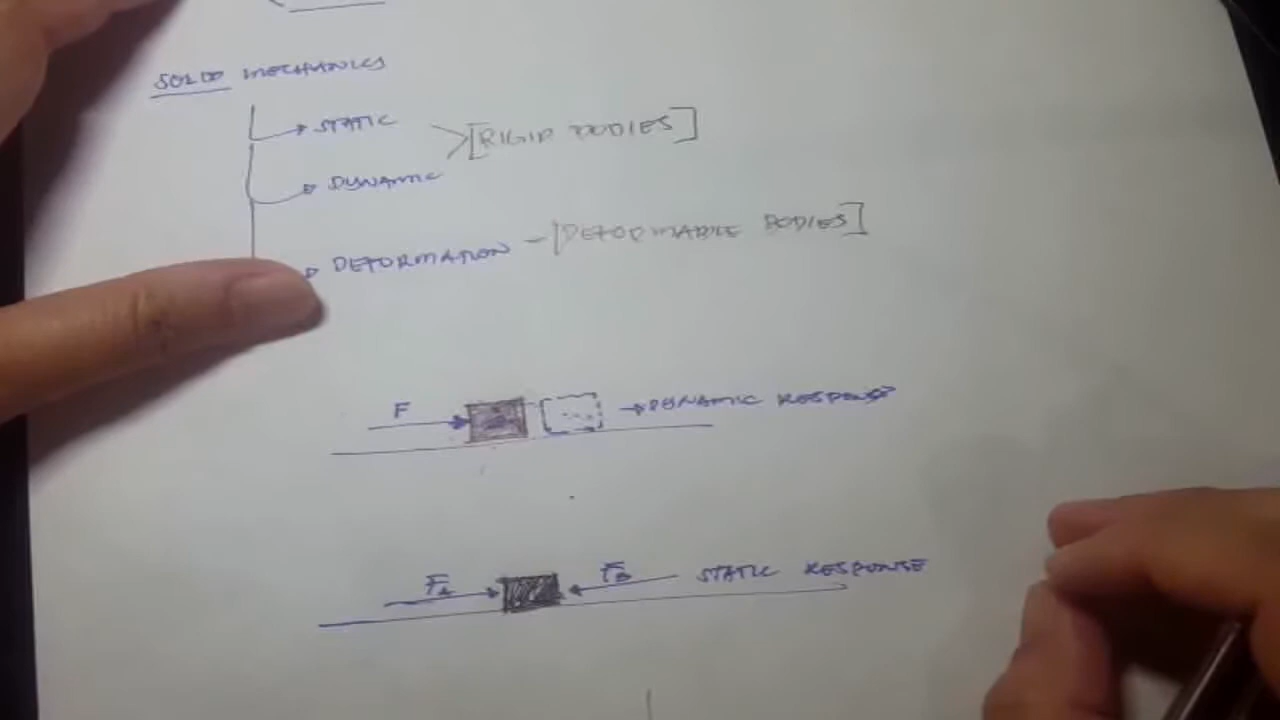 SOLID MECHANICS
STATIC
[RIGID BODIES]
DYNAMIC
DEFORMATION - [DEFORMABLE BODIES]
F
DYNAMIC RESPONSE
STATIC RESPONSE